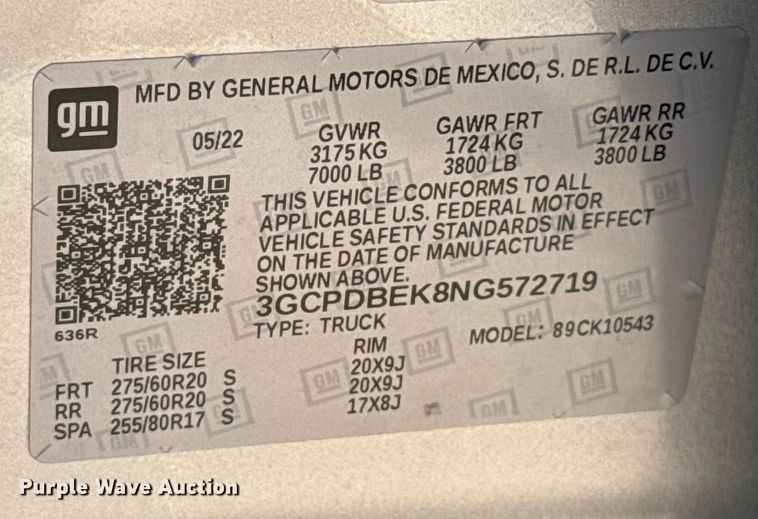 gm
MFD BY GENERAL MOTORS DE MEXICO, S. DE R.L. DE C.V.
05/22 GVWR GAWR FRT GAWR RR
3175 KG 1724 KG 1724 KG
7000 LB 3800 LB 3800 LB
THIS VEHICLE CONFORMS TO ALL
APPLICABLE U.S. FEDERAL MOTOR
VEHICLE SAFETY STANDARDS IN EFFECT
ON THE DATE OF MANUFACTURE
SHOWN ABOVE.
3GCPDBEK8NG572719
636R
TYPE: TRUCK MODEL: 89CK10543
TIRE SIZE RIM
FRT 275/60R20 S 20X9J
RR 275/60R20 S 20X9J
SPA 255/80R17 S 17X8J
Purple Wave Auction